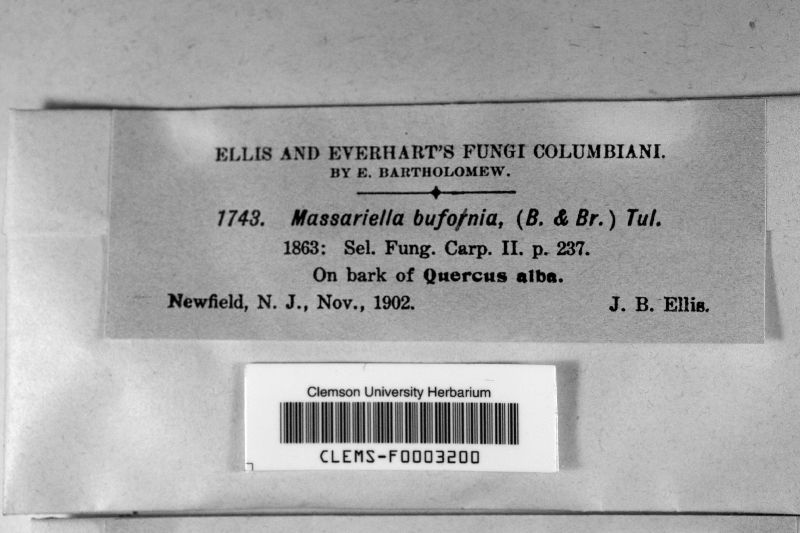 ELLIS AND EVERHART'S FUNGI COLUMBIANI.
BY E. BARTHOLOMEW.
1743. Massariella bufornia, (B. & Br.) Tul.
1863: Sel. Fung. Carp. II. p. 237.
On bark of Quercus alba.
Newfield, N. J., Nov., 1902. J. B. Ellis.
Clemson University Herbarium
CLEMS-F0003200